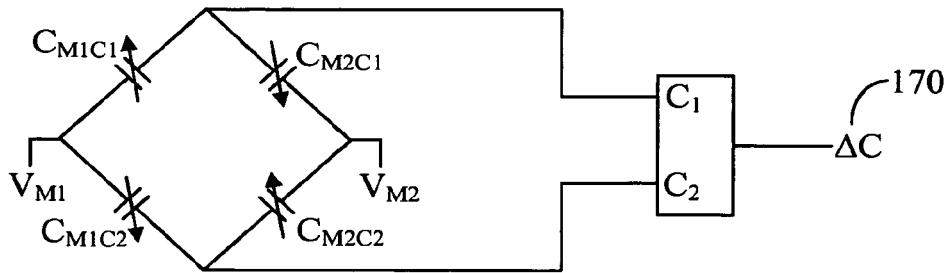 C_M1C1
C_M2C1
C_1
170
ΔC
V_M1
V_M2
C_2
C_M1C2
C_M2C2